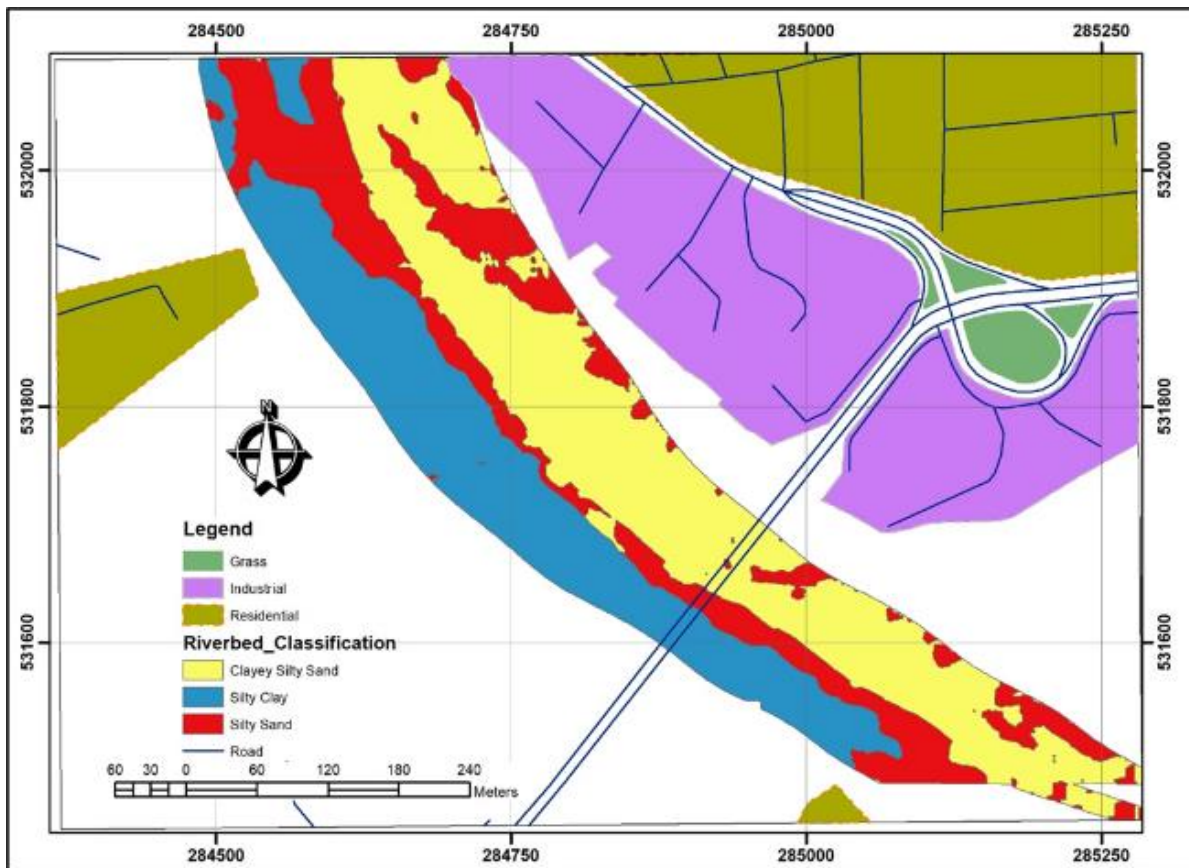 284500 284750 285000 285250
532000 532000
531800 531800
N
Legend
Grass
Industrial
Residential
Riverbed_Classification
531600 531600
Clayey Silty Sand
Silty Clay
Silty Sand
Road
60 30 0 60 120 180 240
Meters
284500 284750 285000 285250